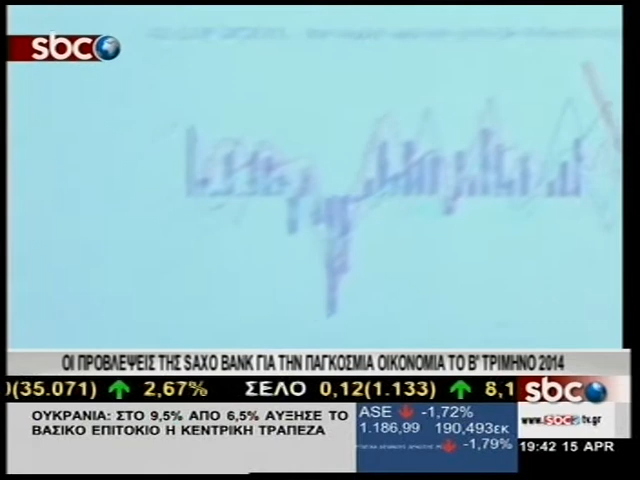 sbc
ΟΙ ΠΡΟΒΛΕΨΕΙΣ ΤΗΣ SAXO BANK ΓΙΑ ΤΗΝ ΠΑΓΚΟΣΜΙΑ ΟΙΚΟΝΟΜΙΑ ΤΟ Β' ΤΡΙΜΗΝΟ 2014
0(35.071) 2,67% ΣΕΛΟ 0,12(1.133) 8,1
sbc
ΟΥΚΡΑΝΙΑ: ΣΤΟ 9,5% ΑΠΟ 6,5% ΑΥΞΗΣΕ ΤΟ
ΒΑΣΙΚΟ ΕΠΙΤΟΚΙΟ Η ΚΕΝΤΡΙΚΗ ΤΡΑΠΕΖΑ
ASE -1,72%
1.186,99 190,493εκ
-1,79%
www.sbctv.gr
19:42 15 APR